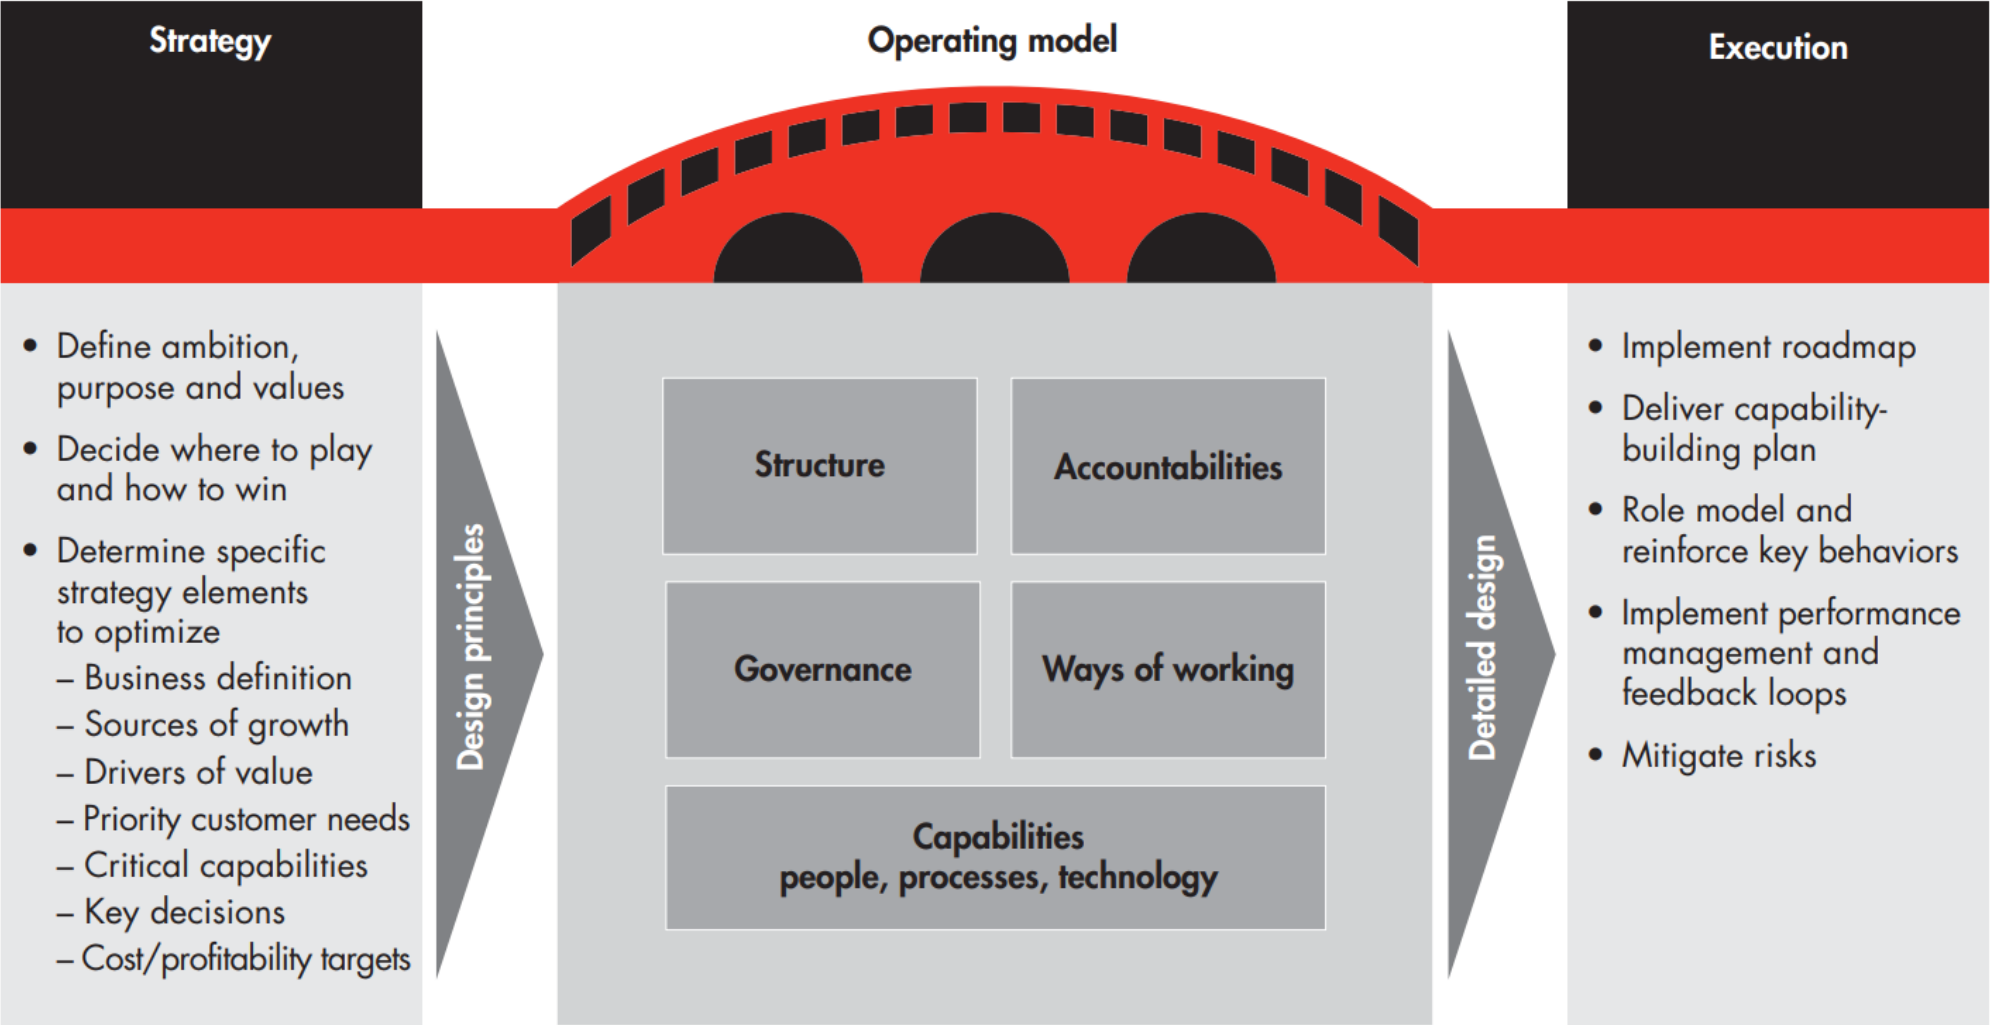 Strategy
Operating model
Execution
• Define ambition,
purpose and values
• Decide where to play
and how to win
• Determine specific
strategy elements
to optimize
– Business definition
– Sources of growth
– Drivers of value
– Priority customer needs
– Critical capabilities
– Key decisions
– Cost/profitability targets
Design principles
Structure
Accountabilities
Governance
Ways of working
Capabilities
people, processes, technology
Detailed design
• Implement roadmap
• Deliver capability-
building plan
• Role model and
reinforce key behaviors
• Implement performance
management and
feedback loops
• Mitigate risks